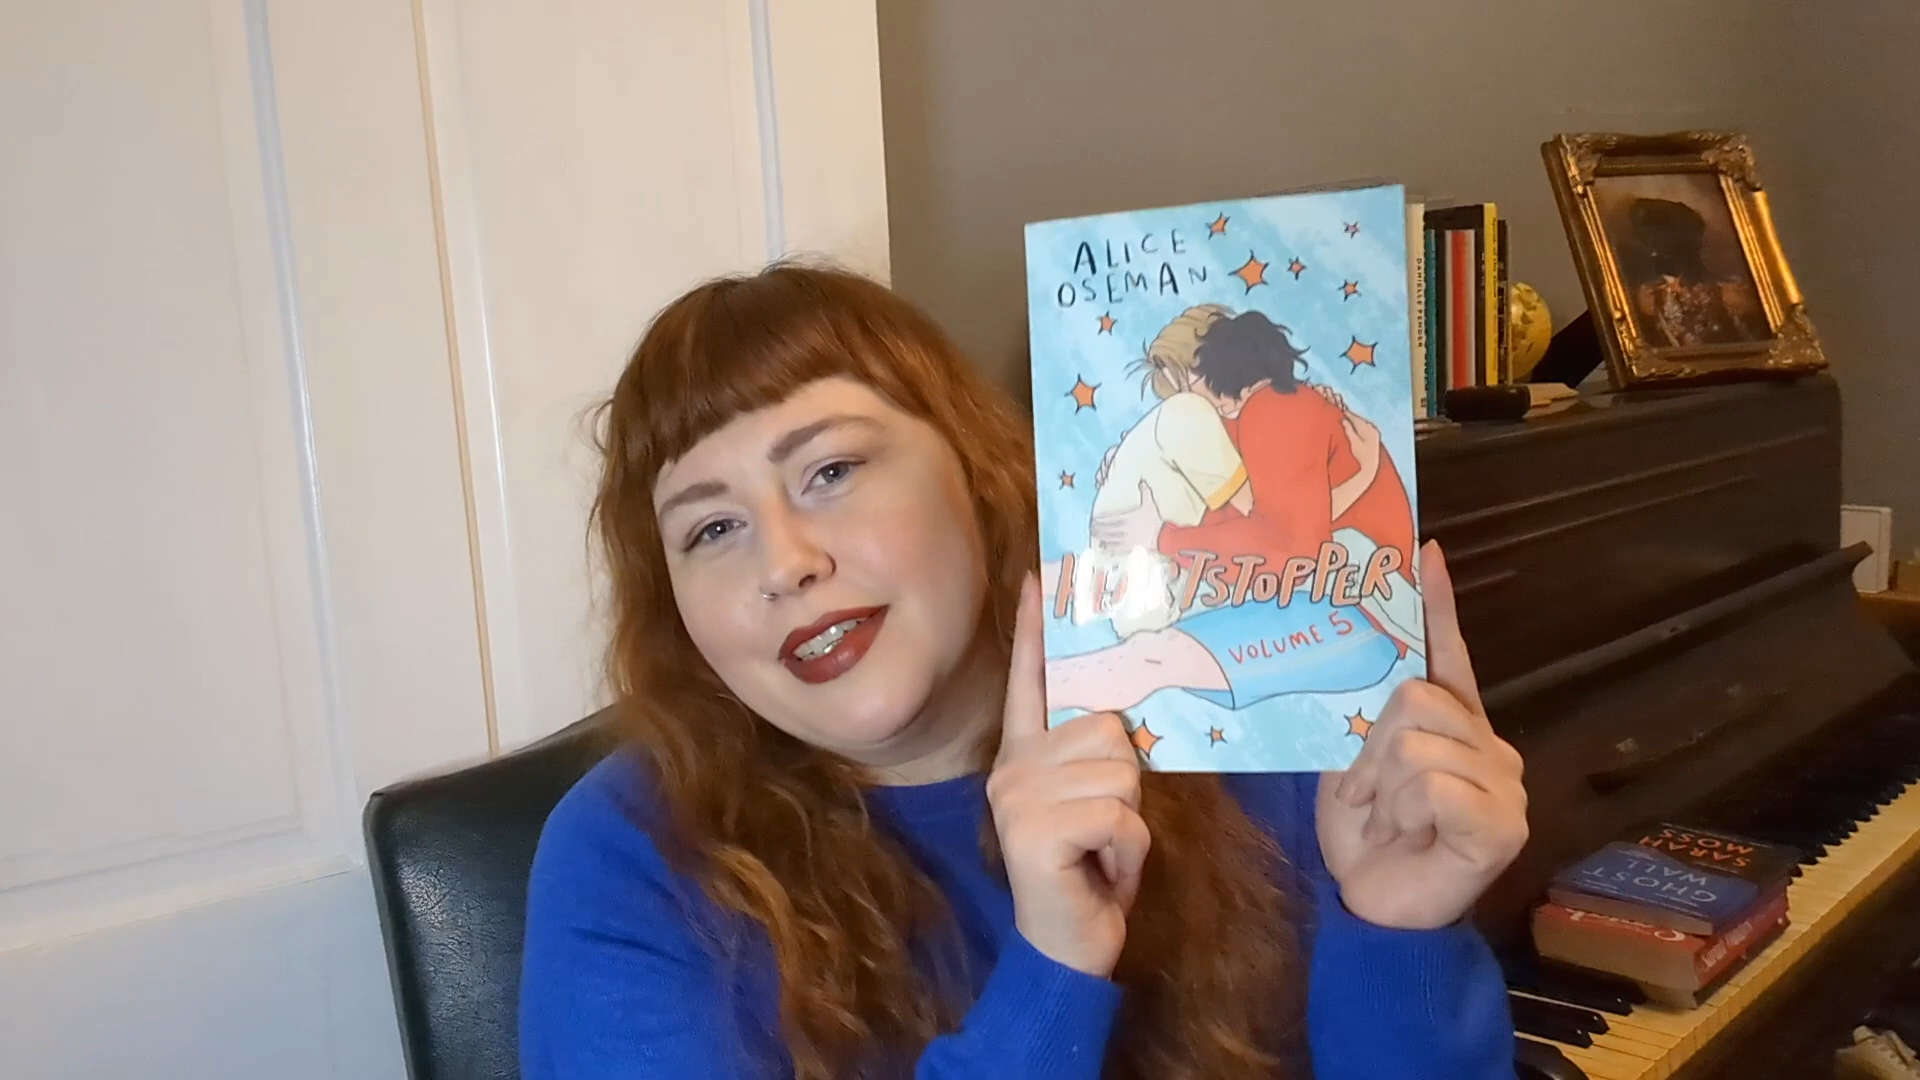 ALICE
OSEMAN
HEARTSTOPPER
VOLUME 5
DANIELLE PENDER
SARAH
MOSS
GHOST
WALL